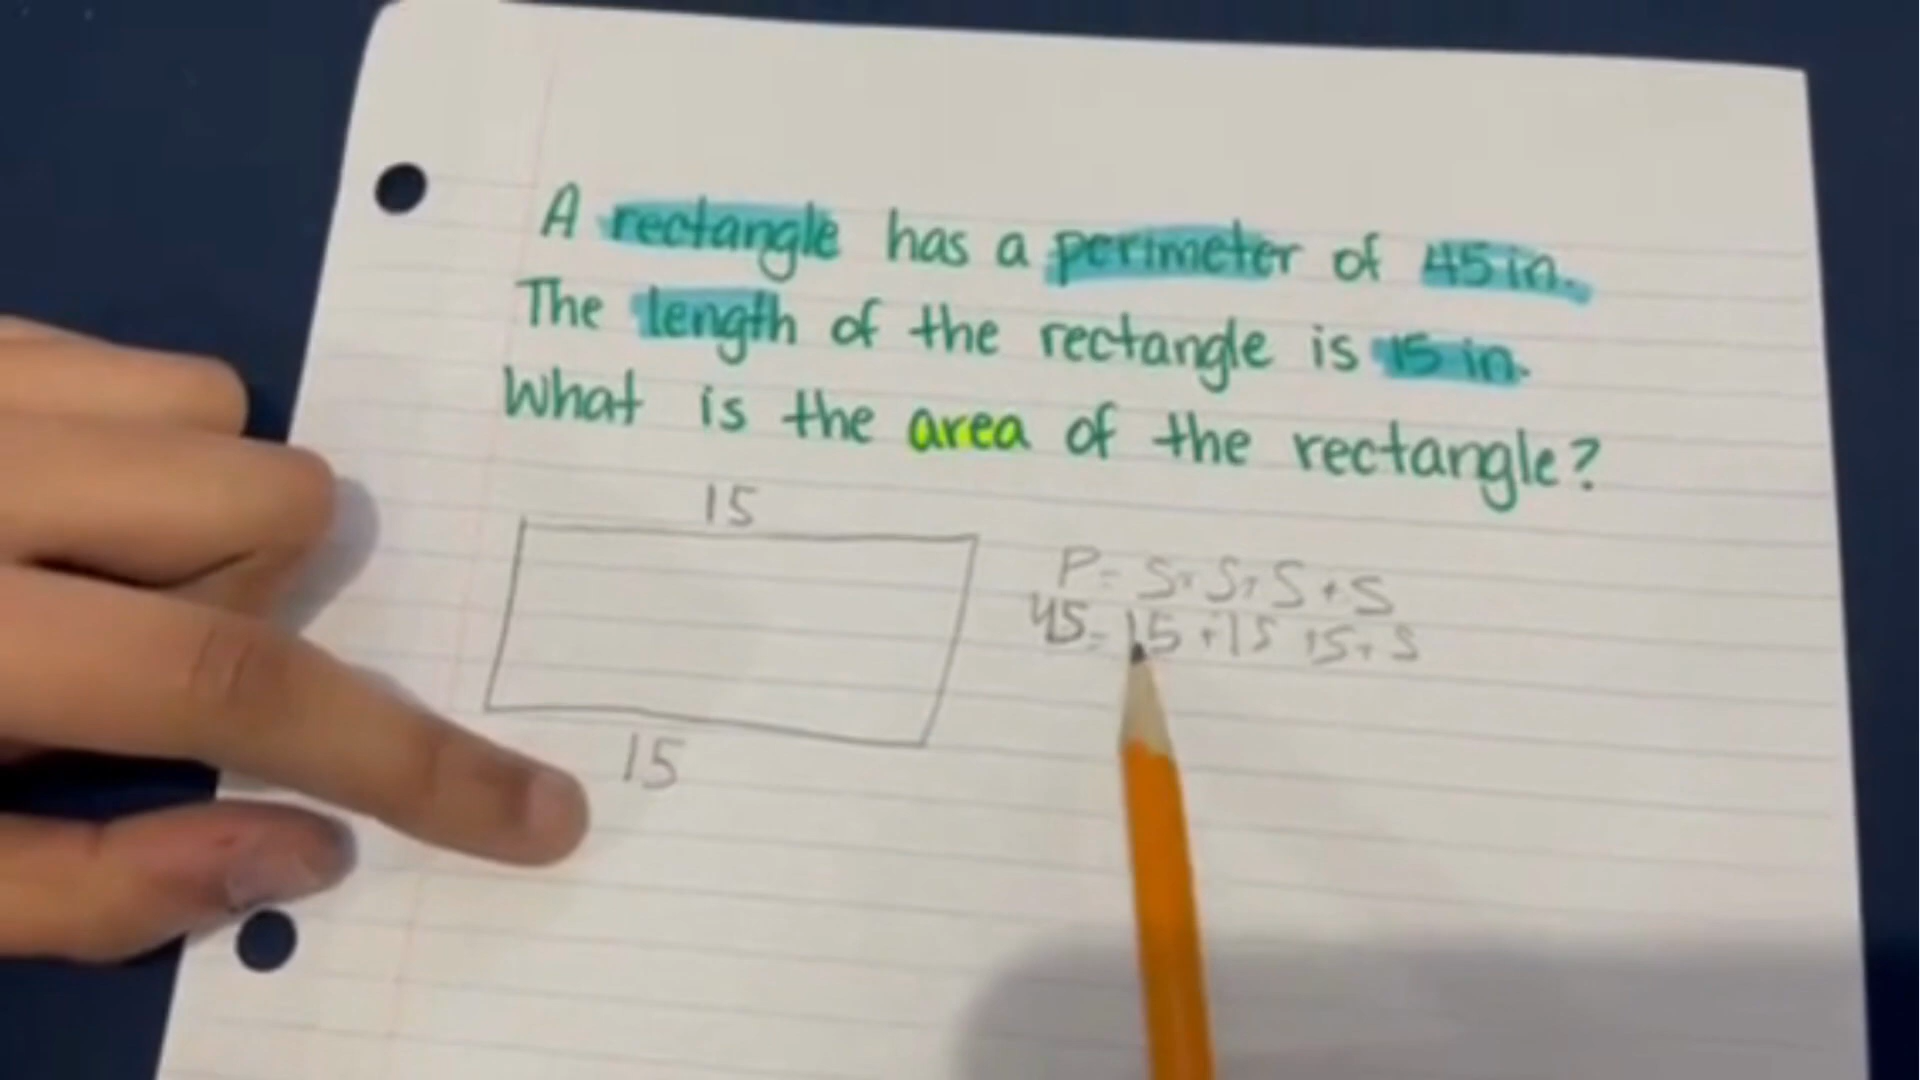 A rectangle has a perimeter of 45 in.
The length of the rectangle is 15 in.
What is the area of the rectangle?
15
P = S + S + S + S
45 = 15 + 15 + S + S
15